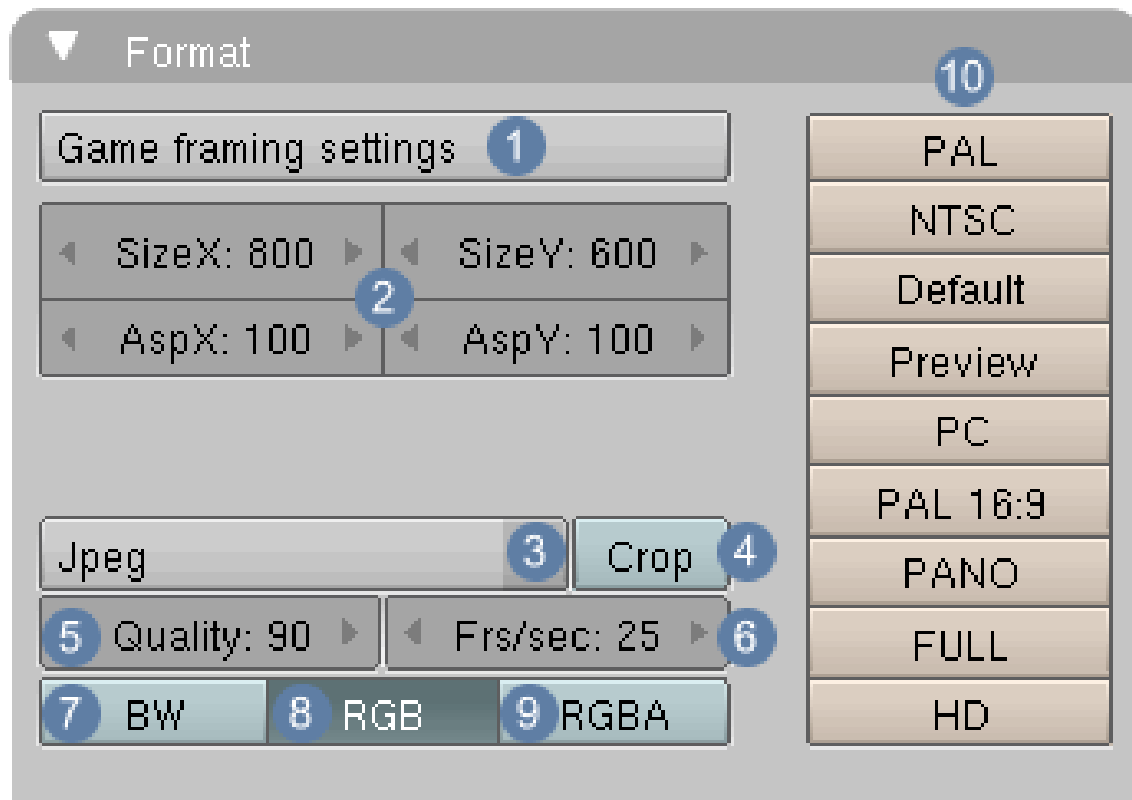 Format
10
Game framing settings 1
SizeX: 800 SizeY: 600
2
AspX: 100 AspY: 100
Jpeg 3 Crop 4
5 Quality: 90 Frs/sec: 25 6
7 BW 8 RGB 9 RGBA
PAL
NTSC
Default
Preview
PC
PAL 16:9
PANO
FULL
HD